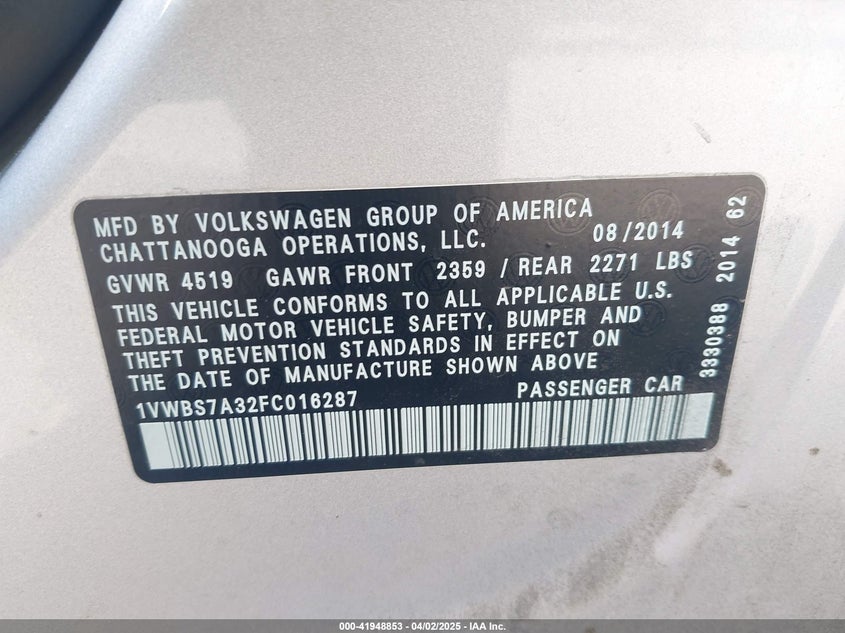 MFD BY VOLKSWAGEN GROUP OF AMERICA
CHATTANOOGA OPERATIONS, LLC. 08/2014
GVWR 4519 GAWR FRONT 2359 / REAR 2271 LBS
THIS VEHICLE CONFORMS TO ALL APPLICABLE U.S.
FEDERAL MOTOR VEHICLE SAFETY, BUMPER AND
THEFT PREVENTION STANDARDS IN EFFECT ON
THE DATE OF MANUFACTURE SHOWN ABOVE
1VWBS7A32FC016287 PASSENGER CAR
3330388 2014 62
000-41948853 | 04/02/2025 - IAA Inc.